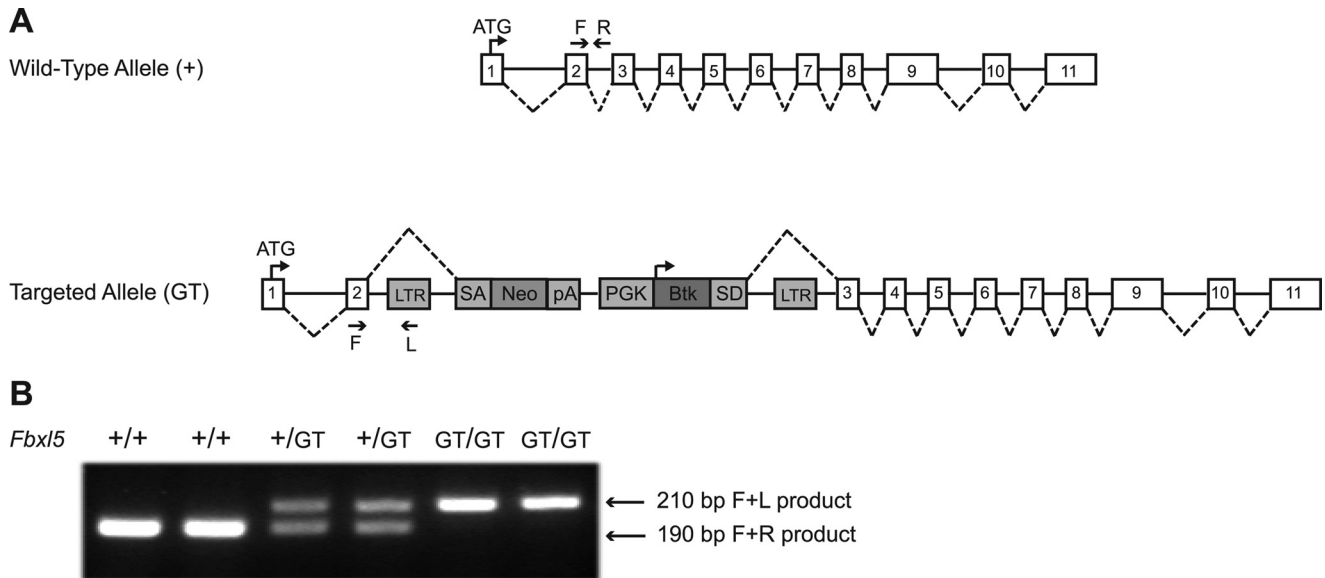 A
ATG
F R
Wild-Type Allele (+)
1 2 3 4 5 6 7 8 9 10 11
ATG
Targeted Allele (GT)
1 2 LTR SA Neo pA PGK Btk SD LTR 3 4 5 6 7 8 9 10 11
F L
B
Fbxl5 +/+ +/+ +/GT +/GT GT/GT GT/GT
210 bp F+L product
190 bp F+R product